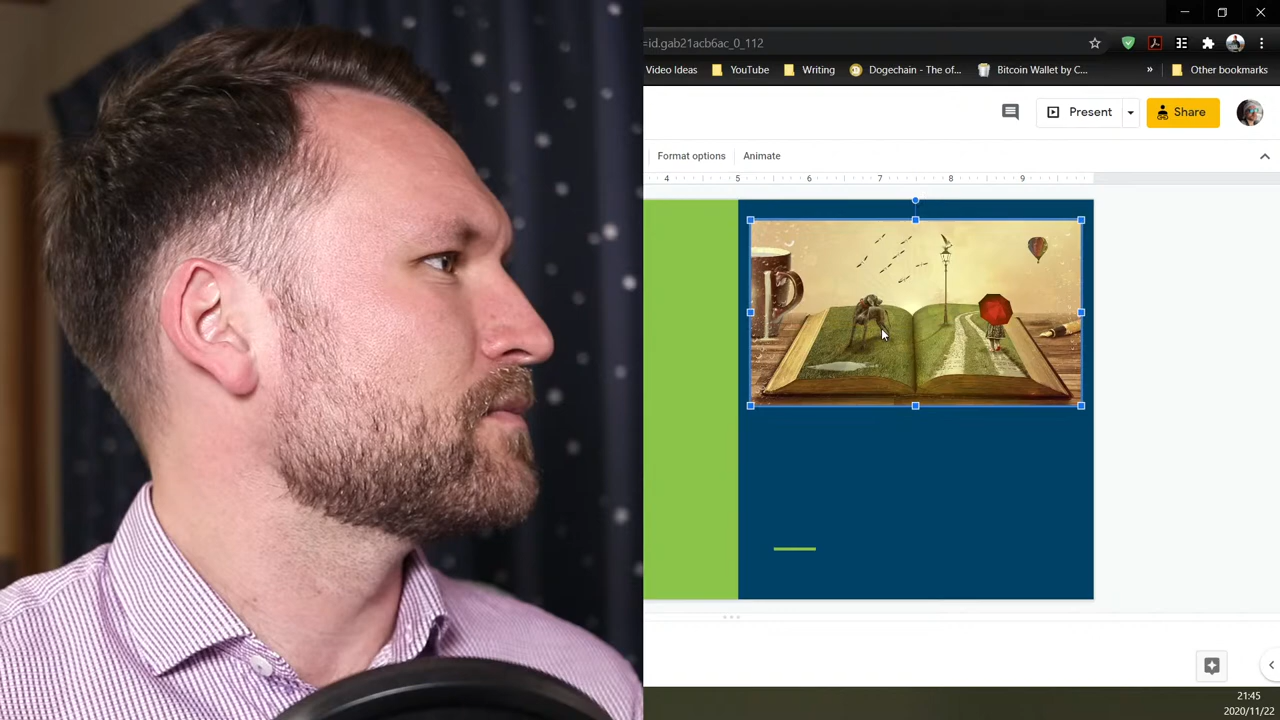 =id.gab21acb6ac_0_112
Video Ideas YouTube Writing Dogechain - The of... Bitcoin Wallet by C... » Other bookmarks
Present Share
Format options Animate
4 5 6 7 8 9
21:45
2020/11/22